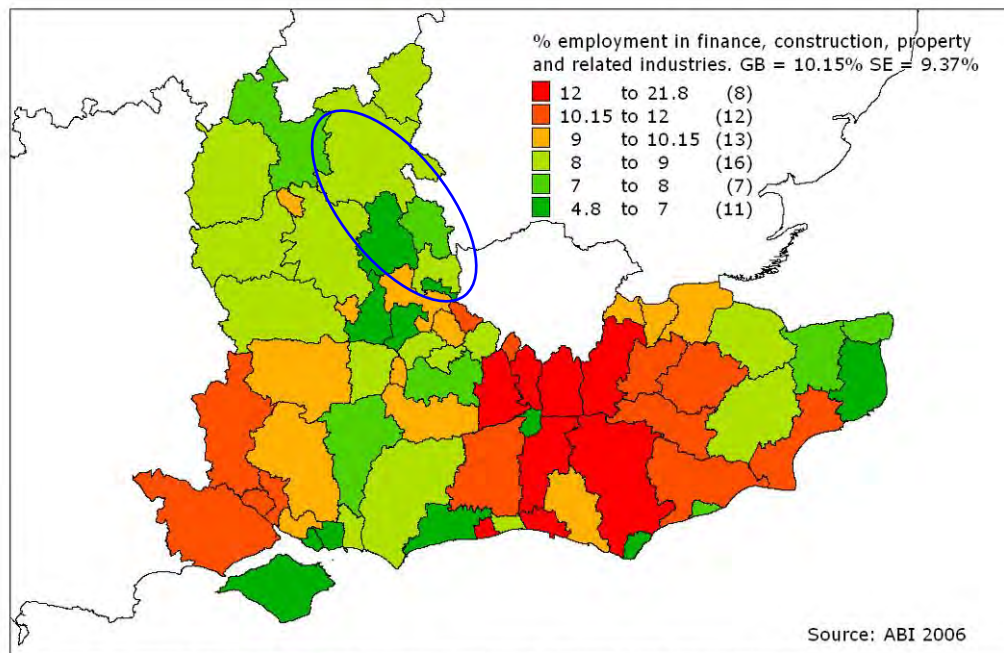 % employment in finance, construction, property
and related industries. GB = 10.15% SE = 9.37%
12 to 21.8 (8)
10.15 to 12 (12)
9 to 10.15 (13)
8 to 9 (16)
7 to 8 (7)
4.8 to 7 (11)
Source: ABI 2006